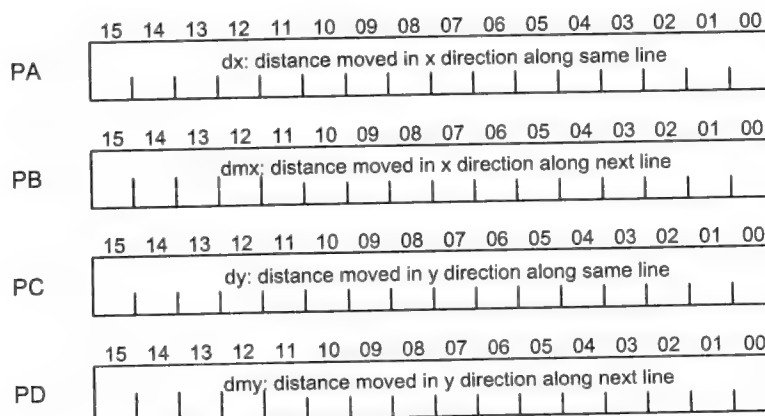 15 14 13 12 11 10 09 08 07 06 05 04 03 02 01 00
PA dx: distance moved in x direction along same line
15 14 13 12 11 10 09 08 07 06 05 04 03 02 01 00
PB dmx; distance moved in x direction along next line
15 14 13 12 11 10 09 08 07 06 05 04 03 02 01 00
PC dy: distance moved in y direction along same line
15 14 13 12 11 10 09 08 07 06 05 04 03 02 01 00
PD dmy; distance moved in y direction along next line